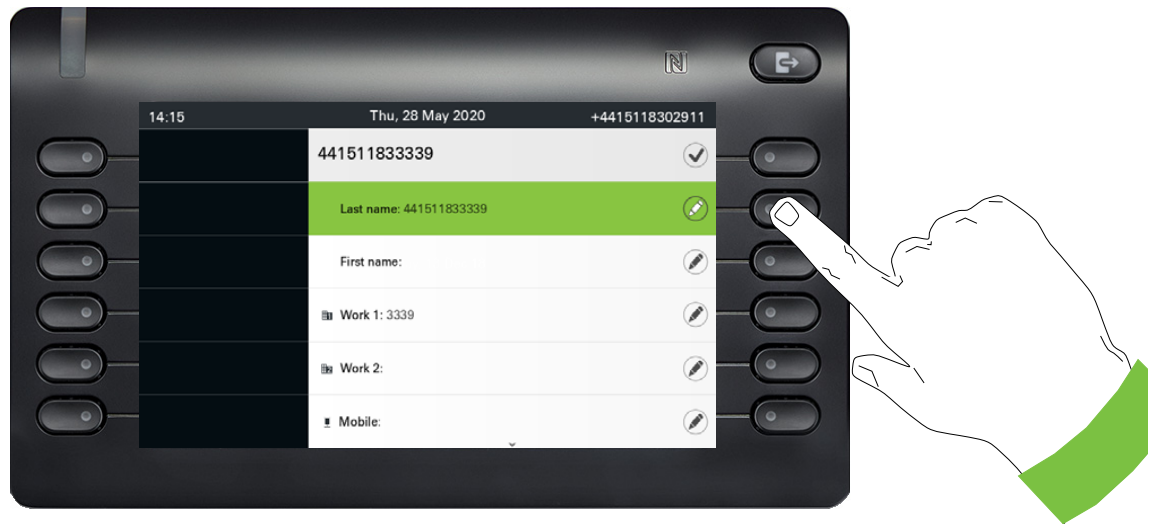 14:15 Thu, 28 May 2020 +4415118302911
441511833339
Last name: 441511833339
First name:
Work 1: 3339
Work 2:
Mobile: